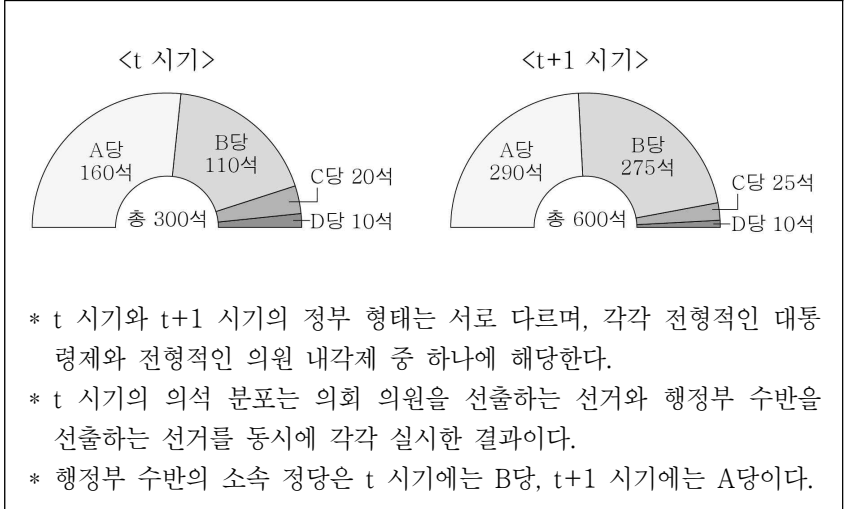 <t 시기>
A당
160석
B당
110석
C당 20석
D당 10석
총 300석
<t+1 시기>
A당
290석
B당
275석
C당 25석
D당 10석
총 600석
* t 시기와 t+1 시기의 정부 형태는 서로 다르며, 각각 전형적인 대통
령제와 전형적인 의원 내각제 중 하나에 해당한다.
* t 시기의 의석 분포는 의회 의원을 선출하는 선거와 행정부 수반을
선출하는 선거를 동시에 각각 실시한 결과이다.
* 행정부 수반의 소속 정당은 t 시기에는 B당, t+1 시기에는 A당이다.